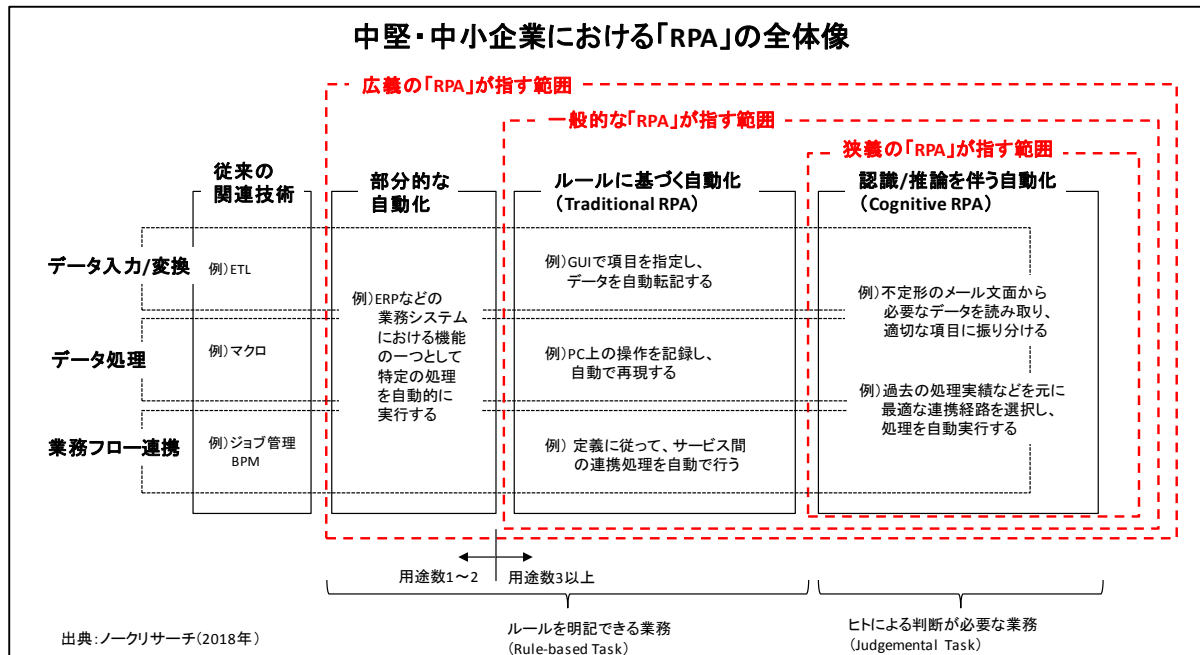 中堅・中小企業における「RPA」の全体像
広義の「RPA」が指す範囲
一般的な「RPA」が指す範囲
狭義の「RPA」が指す範囲
従来の
関連技術
部分的な
自動化
ルールに基づく自動化
（Traditional RPA）
認識/推論を伴う自動化
（Cognitive RPA）
データ入力/変換
例）ETL
例）ERPなどの
業務システム
における機能
の一つとして
特定の処理
を自動的に
実行する
例）GUIで項目を指定し、
データを自動転記する
例）不定形のメール文面から
必要なデータを読み取り、
適切な項目に振り分ける
データ処理
例）マクロ
例）PC上の操作を記録し、
自動で再現する
例）過去の処理実績などを元に
最適な連携経路を選択し、
処理を自動実行する
業務フロー連携
例）ジョブ管理
BPM
例） 定義に従って、サービス間
の連携処理を自動で行う
用途数1～2
用途数3以上
ルールを明記できる業務
(Rule-based Task)
ヒトによる判断が必要な業務
(Judgemental Task)
出典：ノークリサーチ(2018年)